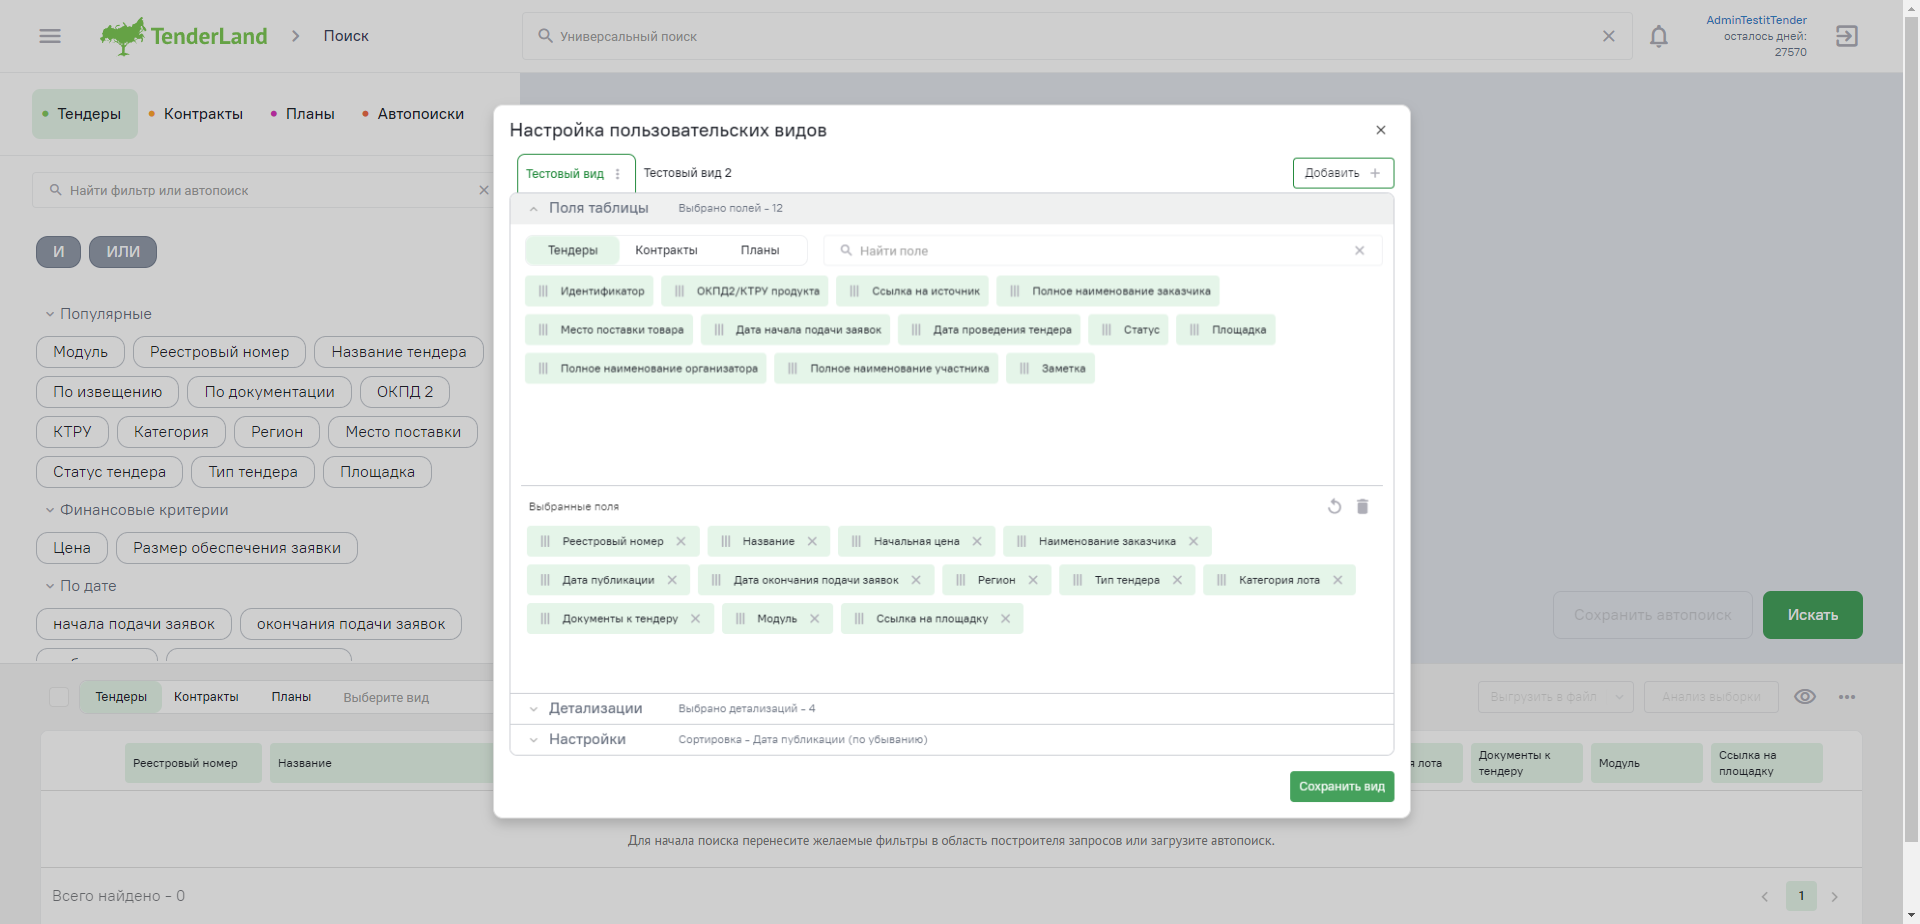 TenderLand
Поиск
Универсальный поиск
AdminTestitTender
осталось дней:
27570
Тендеры
Контракты
Планы
Автопоиски
Найти фильтр или автопоиск
И
ИЛИ
Популярные
Модуль
Реестровый номер
Название тендера
По извещению
По документации
ОКПД 2
КТРУ
Категория
Регион
Место поставки
Статус тендера
Тип тендера
Площадка
Финансовые критерии
Цена
Размер обеспечения заявки
По дате
начала подачи заявок
окончания подачи заявок
Настройка пользовательских видов
Тестовый вид
Тестовый вид 2
Добавить
Поля таблицы
Выбрано полей - 12
Тендеры
Контракты
Планы
Найти поле
Идентификатор
ОКПД2/КТРУ продукта
Ссылка на источник
Полное наименование заказчика
Место поставки товара
Дата начала подачи заявок
Дата проведения тендера
Статус
Площадка
Полное наименование организатора
Полное наименование участника
Заметка
Выбранные поля
Реестровый номер
Название
Начальная цена
Наименование заказчика
Дата публикации
Дата окончания подачи заявок
Регион
Тип тендера
Категория лота
Документы к тендеру
Модуль
Ссылка на площадку
Детализации
Выбрано детализаций - 4
Настройки
Сортировка - Дата публикации (по убыванию)
Сохранить вид
Сохранить автопоиск
Искать
Тендеры
Контракты
Планы
Выберите вид
Выгрузить в файл
Анализ выборки
Реестровый номер
Название
я лота
Документы к
тендеру
Модуль
Ссылка на
площадку
Для начала поиска перенесите желаемые фильтры в область построителя запросов или загрузите автопоиск.
Всего найдено - 0
1